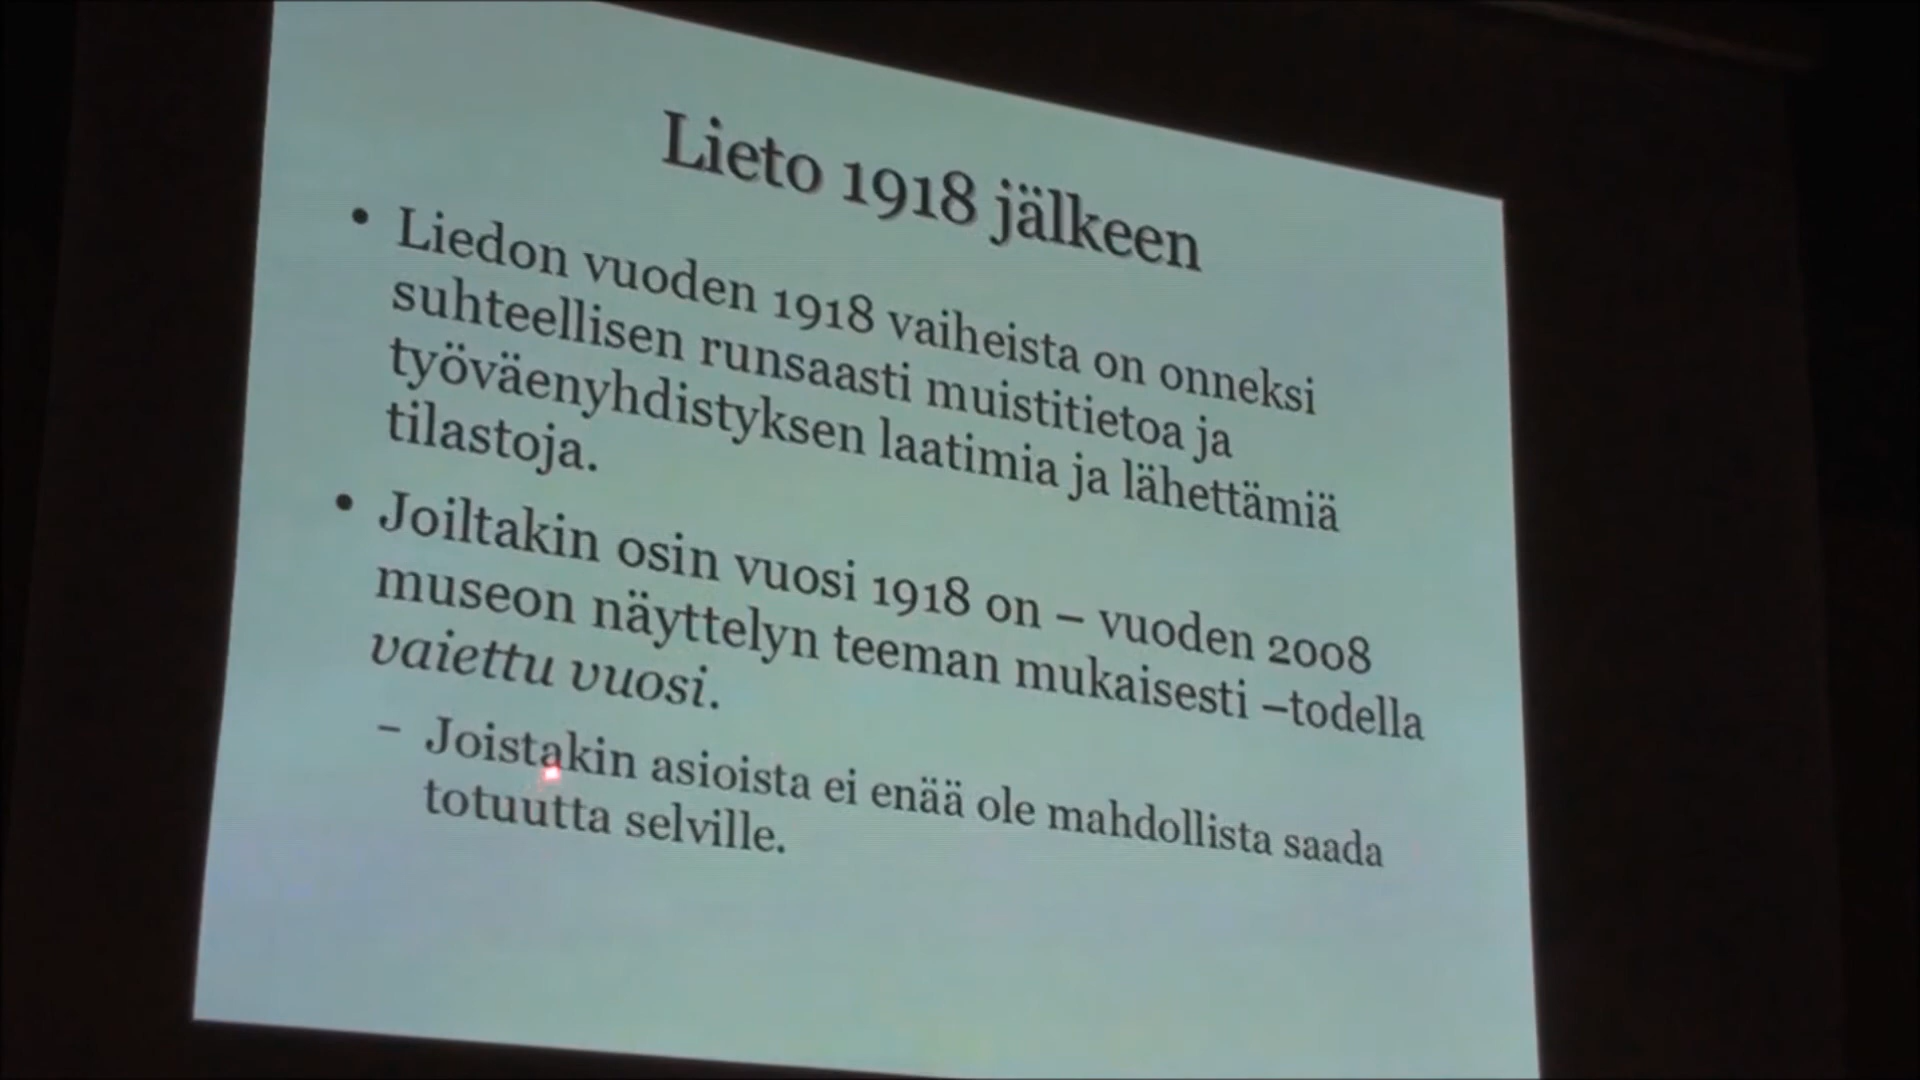 Lieto 1918 jälkeen
• Liedon vuoden 1918 vaiheista on onneksi
suhteellisen runsaasti muistitietoa ja
työväenyhdistyksen laatimia ja lähettämiä
tilastoja.
• Joiltakin osin vuosi 1918 on – vuoden 2008
museon näyttelyn teeman mukaisesti –todella
vaiettu vuosi.
– Joistakin asioista ei enää ole mahdollista saada
totuutta selville.